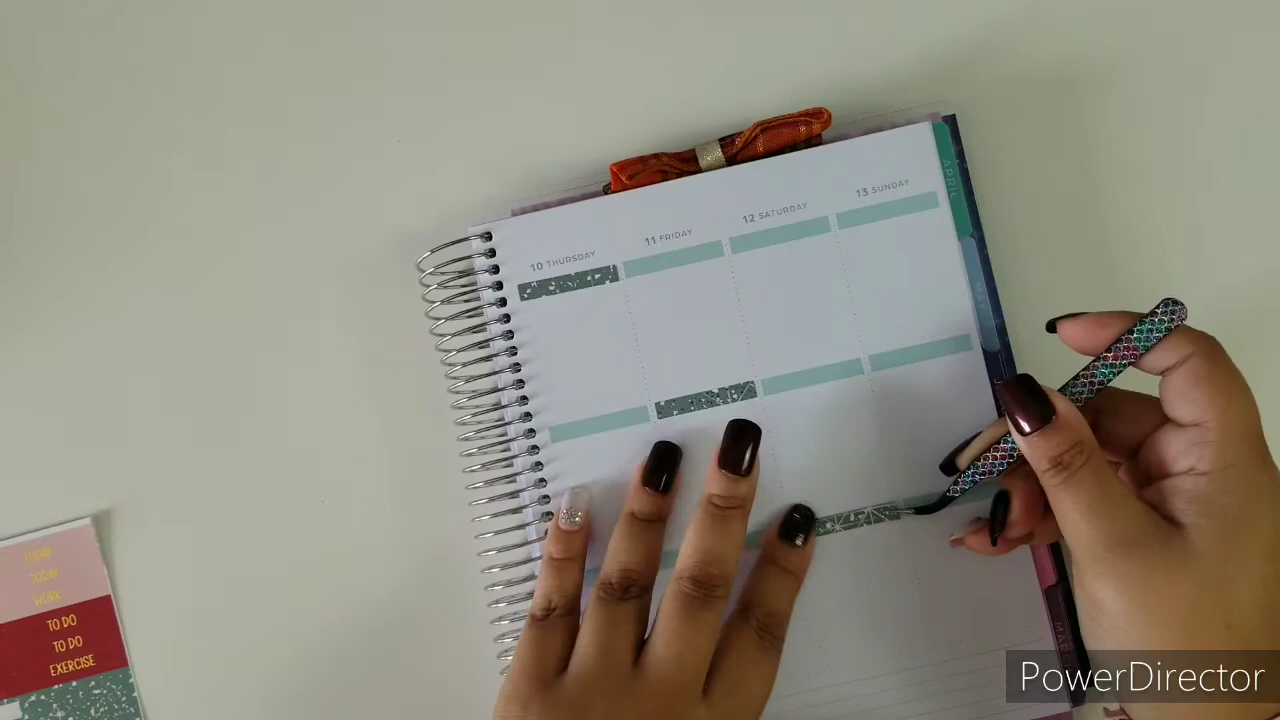 10 THURSDAY
11 FRIDAY
12 SATURDAY
13 SUNDAY
APRIL
TODAY
TODAY
WORK
TO DO
TO DO
EXERCISE
PowerDirector